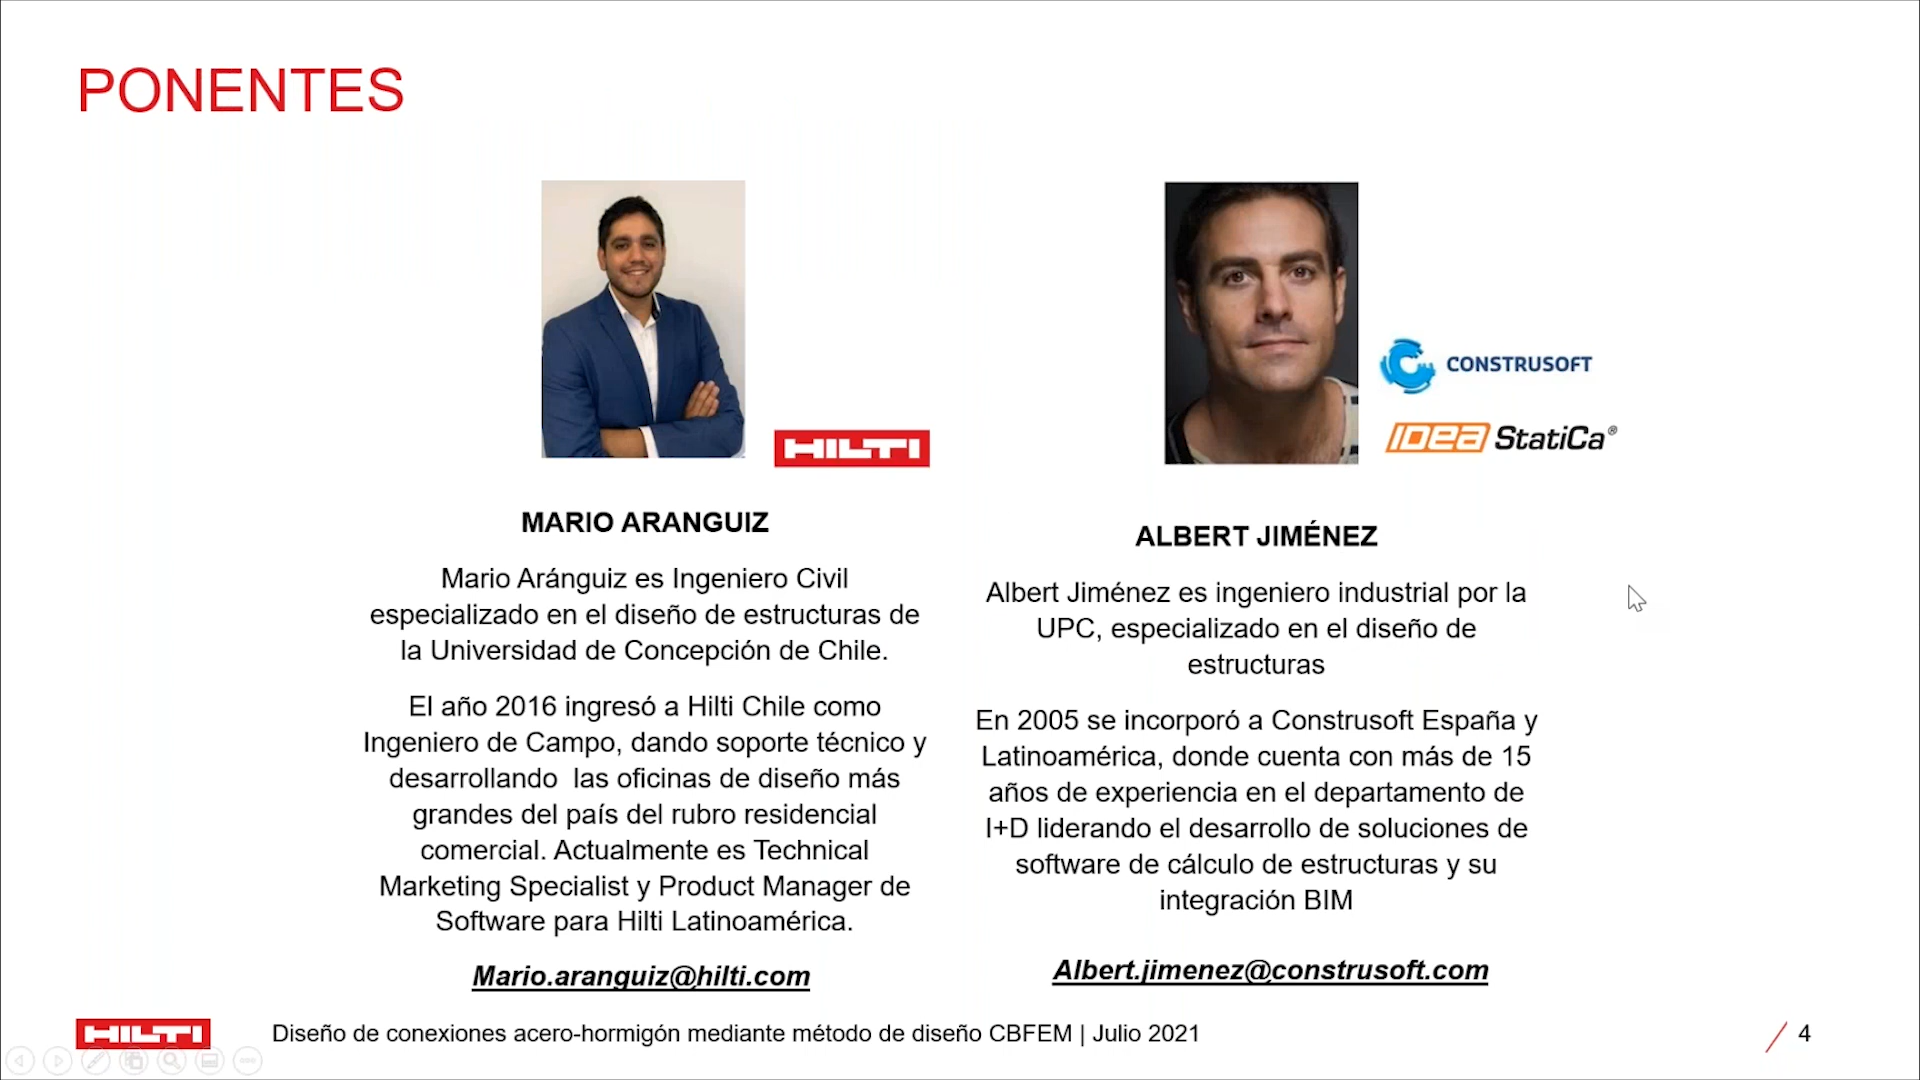 PONENTES
HILTI
CONSTRUSOFT
IDEA StatiCa®
MARIO ARANGUIZ
Mario Aránguiz es Ingeniero Civil
especializado en el diseño de estructuras de
la Universidad de Concepción de Chile.
El año 2016 ingresó a Hilti Chile como
Ingeniero de Campo, dando soporte técnico y
desarrollando  las oficinas de diseño más
grandes del país del rubro residencial
comercial. Actualmente es Technical
Marketing Specialist y Product Manager de
Software para Hilti Latinoamérica.
Mario.aranguiz@hilti.com
ALBERT JIMÉNEZ
Albert Jiménez es ingeniero industrial por la
UPC, especializado en el diseño de
estructuras
En 2005 se incorporó a Construsoft España y
Latinoamérica, donde cuenta con más de 15
años de experiencia en el departamento de
I+D liderando el desarrollo de soluciones de
software de cálculo de estructuras y su
integración BIM
Albert.jimenez@construsoft.com
HILTI
Diseño de conexiones acero-hormigón mediante método de diseño CBFEM | Julio 2021
4